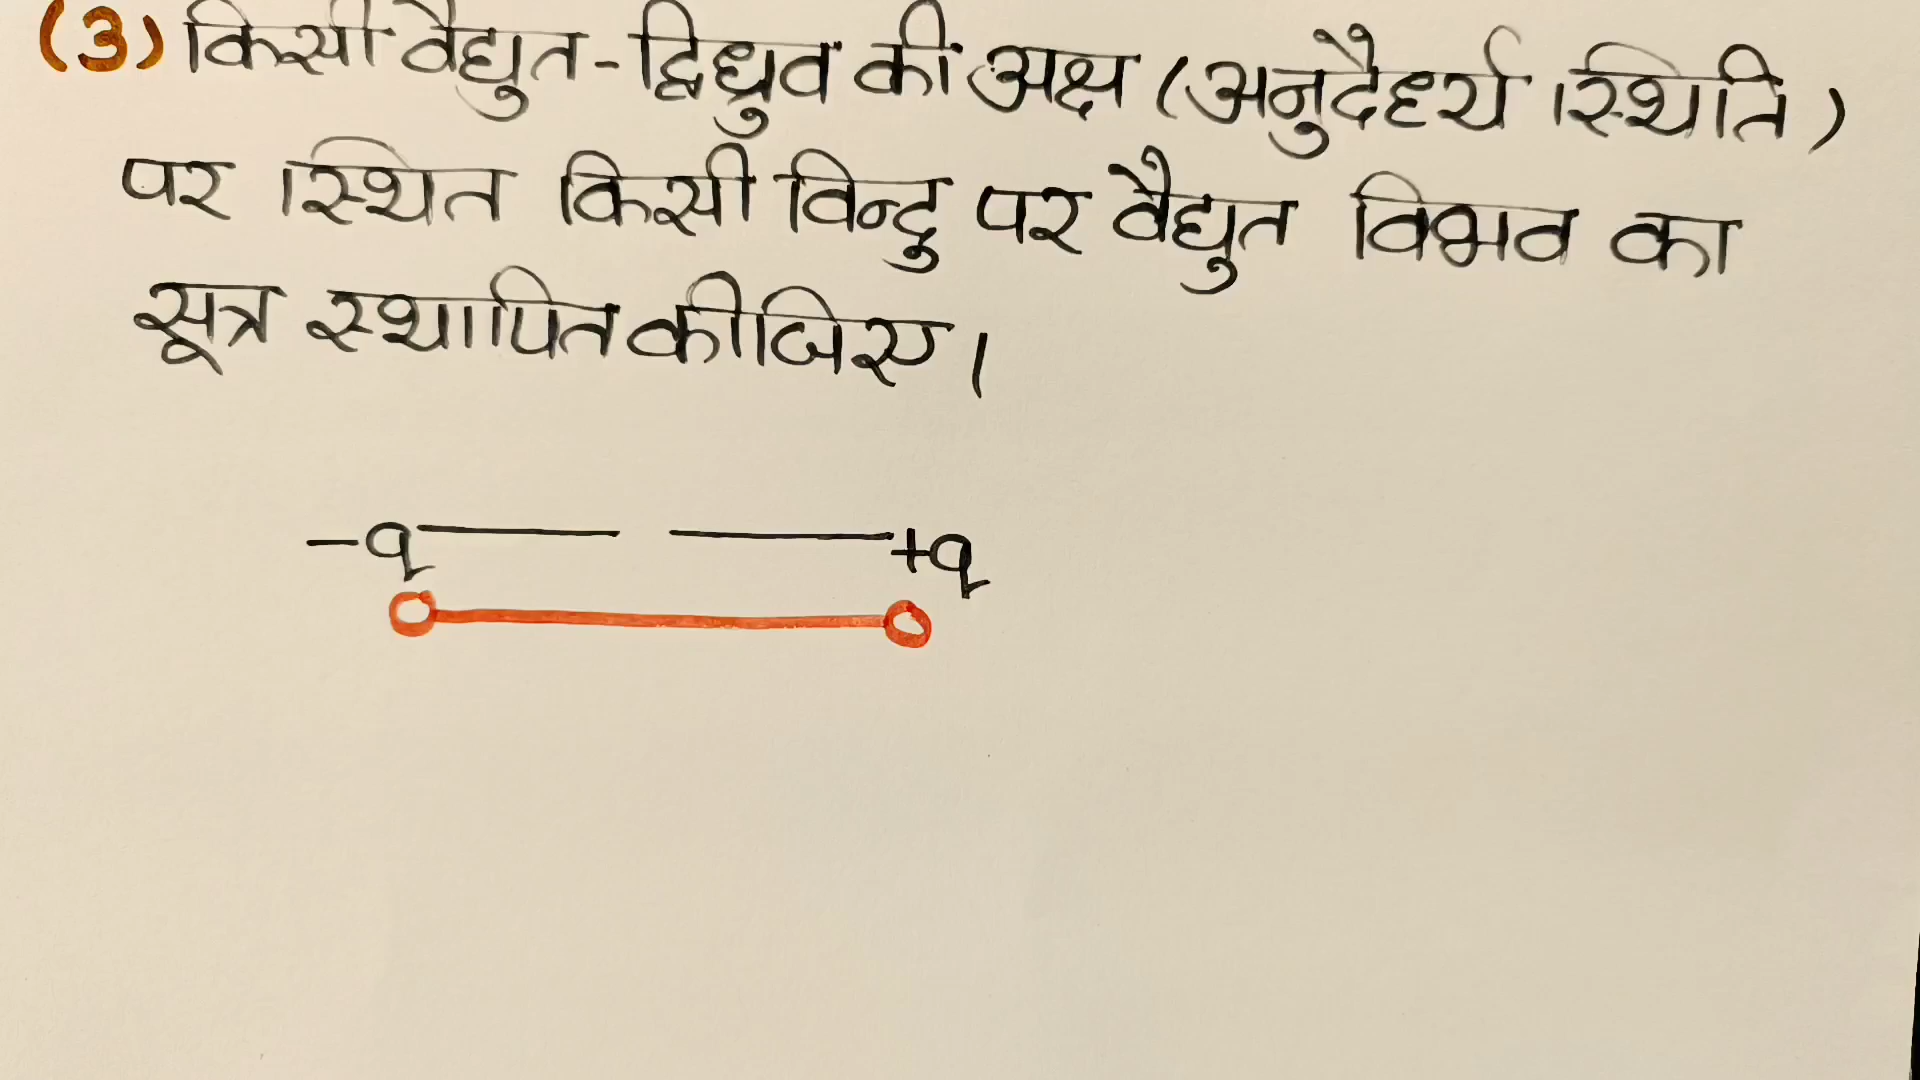 (3) किसी वैद्युत-द्विध्रुव की अक्ष (अनुदैर्ध्य स्थिति)
पर स्थित किसी विन्दु पर वैद्युत विभव का
सूत्र स्थापित कीजिए।
-q +q